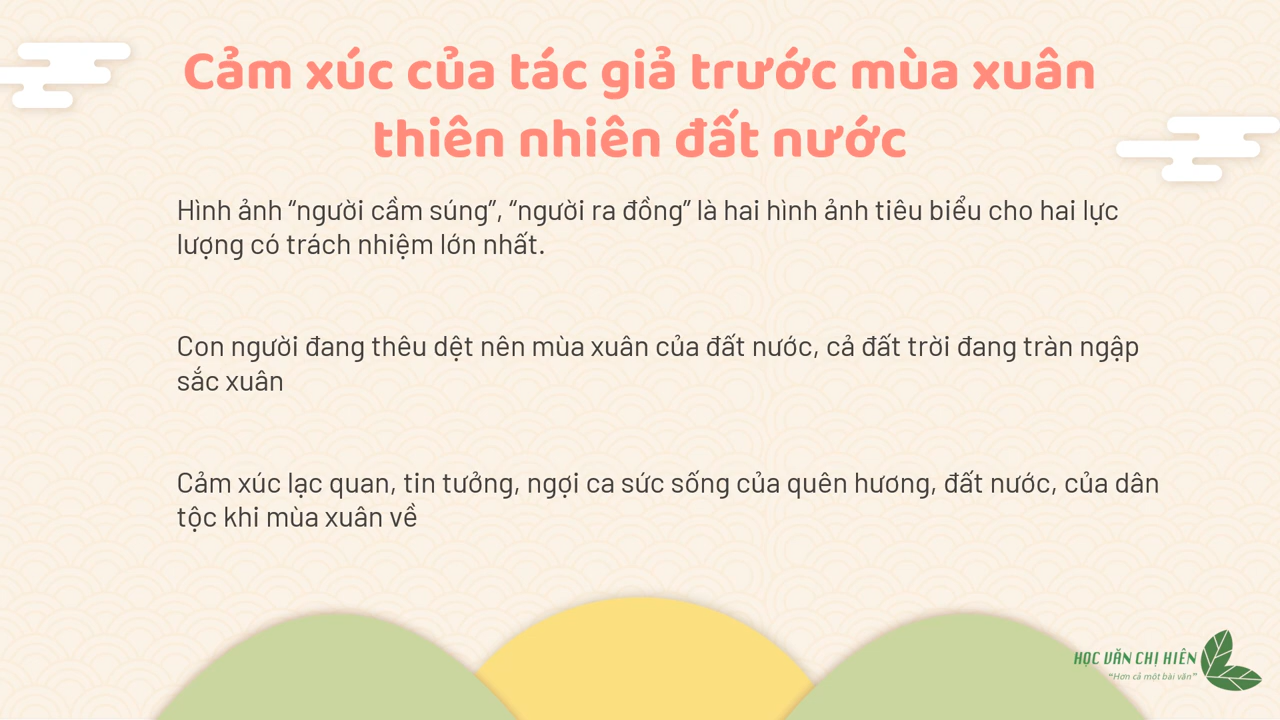 Cảm xúc của tác giả trước mùa xuân
thiên nhiên đất nước
Hình ảnh “người cầm súng”, “người ra đồng” là hai hình ảnh tiêu biểu cho hai lực
lượng có trách nhiệm lớn nhất.
Con người đang thêu dệt nên mùa xuân của đất nước, cả đất trời đang tràn ngập
sắc xuân
Cảm xúc lạc quan, tin tưởng, ngợi ca sức sống của quên hương, đất nước, của dân
tộc khi mùa xuân về
HỌC VĂN CHỊ HIÊN
“Hơn cả một bài văn”